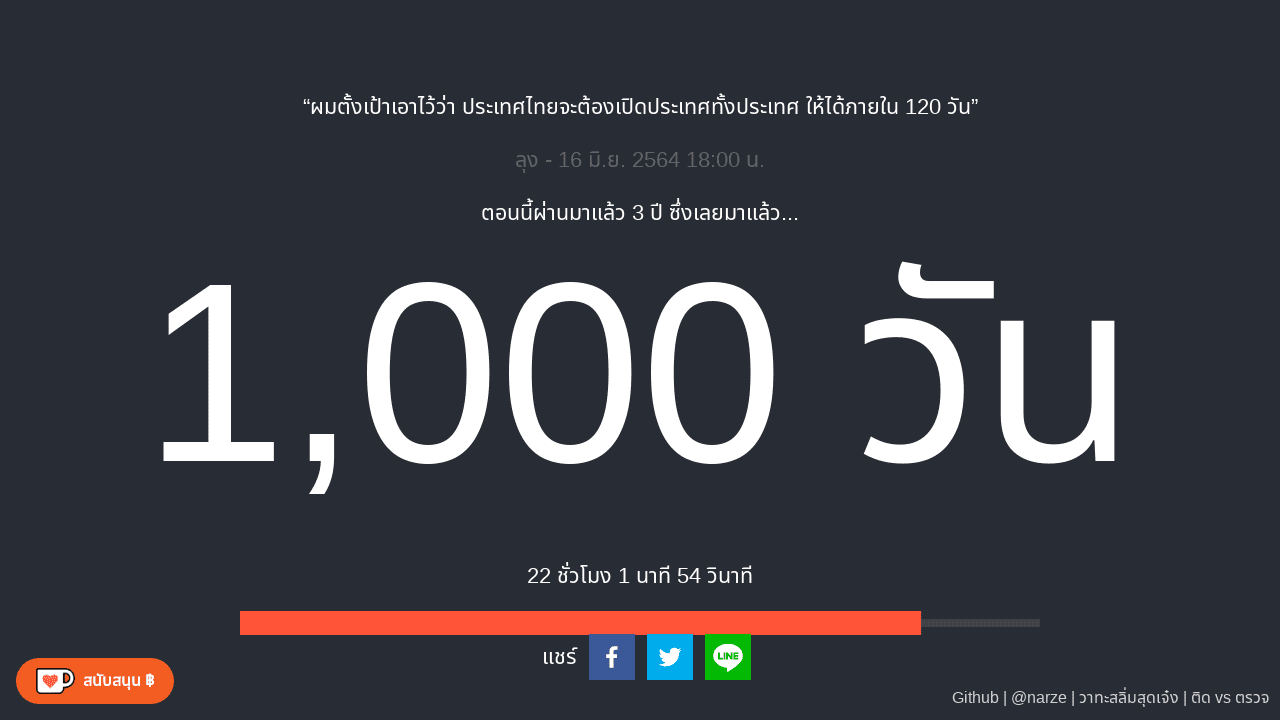 “ผมตั้งเป้าเอาไว้ว่า ประเทศไทยจะต้องเปิดประเทศทั้งประเทศ ให้ได้ภายใน 120 วัน”
ลุง - 16 มิ.ย. 2564 18:00 น.
ตอนนี้ผ่านมาแล้ว 3 ปี ซึ่งเลยมาแล้ว...
1,000 วัน
22 ชั่วโมง 1 นาที 54 วินาที
แชร์
LINE
สนับสนุน ฿
Github | @narze | วาทะสลิ่มสุดเจ๋ง | ติด vs ตรวจ